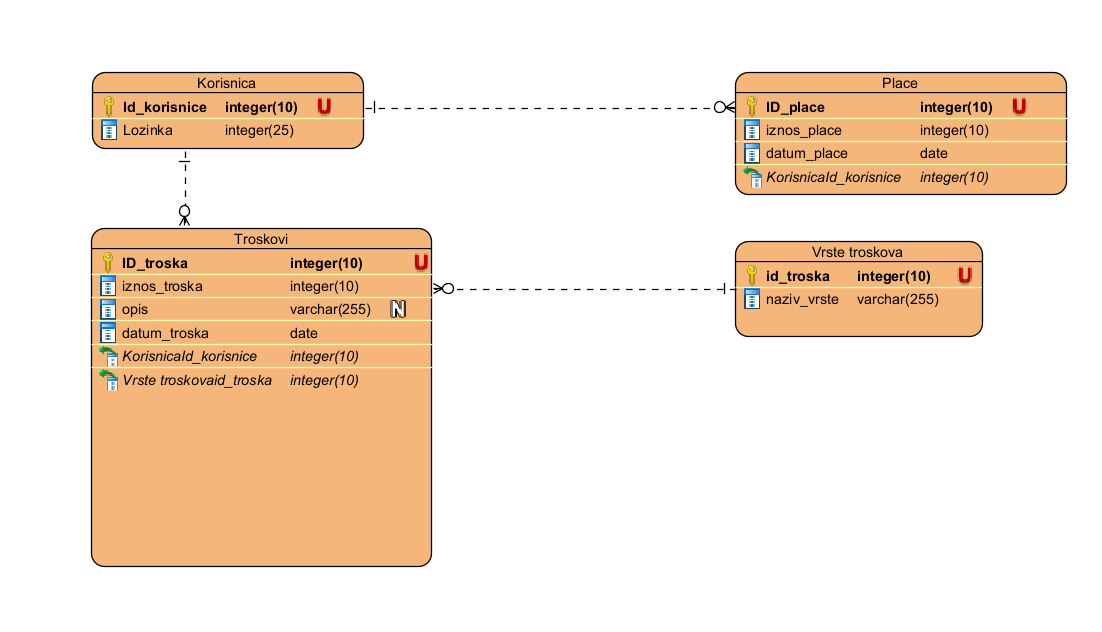 Korisnica
Id_korisnice integer(10) U
Lozinka integer(25)
Place
ID_place integer(10) U
iznos_place integer(10)
datum_place date
KorisnicaId_korisnice integer(10)
Troskovi
ID_troska integer(10) U
iznos_troska integer(10)
opis varchar(255) N
datum_troska date
KorisnicaId_korisnice integer(10)
Vrste troskovaid_troska integer(10)
Vrste troskova
id_troska integer(10) U
naziv_vrste varchar(255)